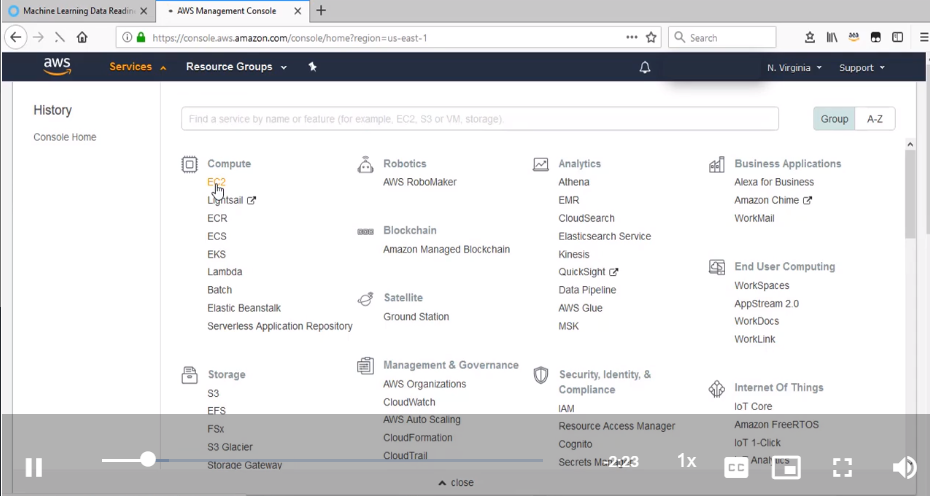 Machine Learning Data Readin
AWS Management Console
https://console.aws.amazon.com/console/home?region=us-east-1
Search
aws
Services
Resource Groups
N. Virginia
Support
History
Console Home
Find a service by name or feature (for example, EC2, S3 or VM, storage).
Group
A-Z
Compute
EC2
Lightsail
ECR
ECS
EKS
Lambda
Batch
Elastic Beanstalk
Serverless Application Repository
Storage
S3
EFS
FSx
S3 Glacier
Storage Gateway
Robotics
AWS RoboMaker
Blockchain
Amazon Managed Blockchain
Satellite
Ground Station
Management & Governance
AWS Organizations
CloudWatch
AWS Auto Scaling
CloudFormation
CloudTrail
Analytics
Athena
EMR
CloudSearch
Elasticsearch Service
Kinesis
QuickSight
Data Pipeline
AWS Glue
MSK
Security, Identity, &
Compliance
IAM
Resource Access Manager
Cognito
Secrets Manager
Business Applications
Alexa for Business
Amazon Chime
WorkMail
End User Computing
WorkSpaces
AppStream 2.0
WorkDocs
WorkLink
Internet Of Things
IoT Core
Amazon FreeRTOS
IoT 1-Click
IoT Analytics
-2:23
1x
CC
close